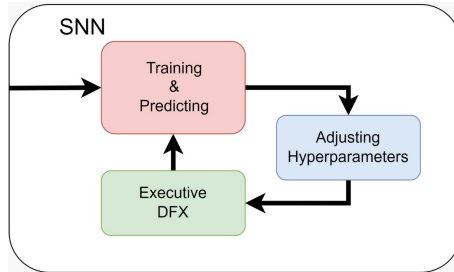 SNN
Training
&
Predicting
Adjusting
Hyperparameters
Executive
DFX